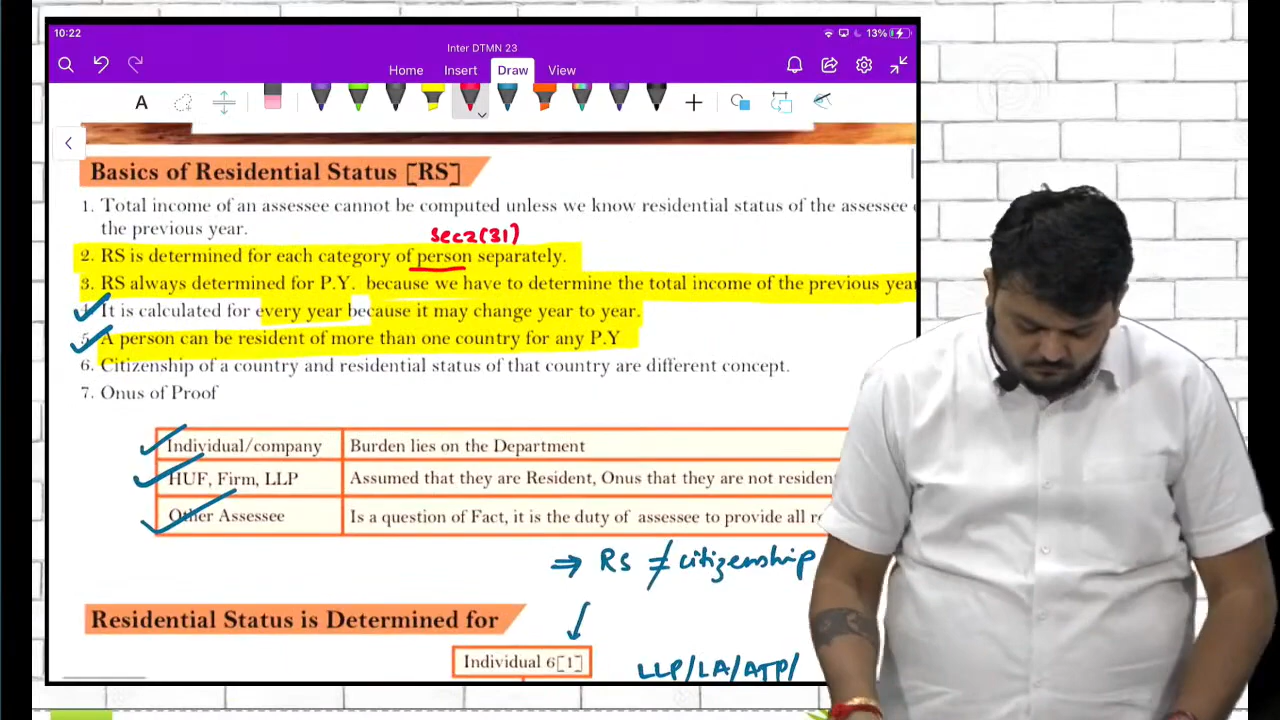 10:22
13%
Inter DTMN 23
Home Insert Draw View
A
Basics of Residential Status [RS]
1. Total income of an assessee cannot be computed unless we know residential status of the assessee
the previous year.
sec2(31)
2. RS is determined for each category of person separately.
3. RS always determined for P.Y. because we have to determine the total income of the previous year
4. It is calculated for every year because it may change year to year.
5. A person can be resident of more than one country for any P.Y
6. Citizenship of a country and residential status of that country are different concept.
7. Onus of Proof
Individual/company Burden lies on the Department
HUF, Firm, LLP Assumed that they are Resident, Onus that they are not resident
Other Assessee Is a question of Fact, it is the duty of assessee to provide all
⇒ RS ≠ citizenship
Residential Status is Determined for
Individual 6[1]
LLP/LA/ATP/